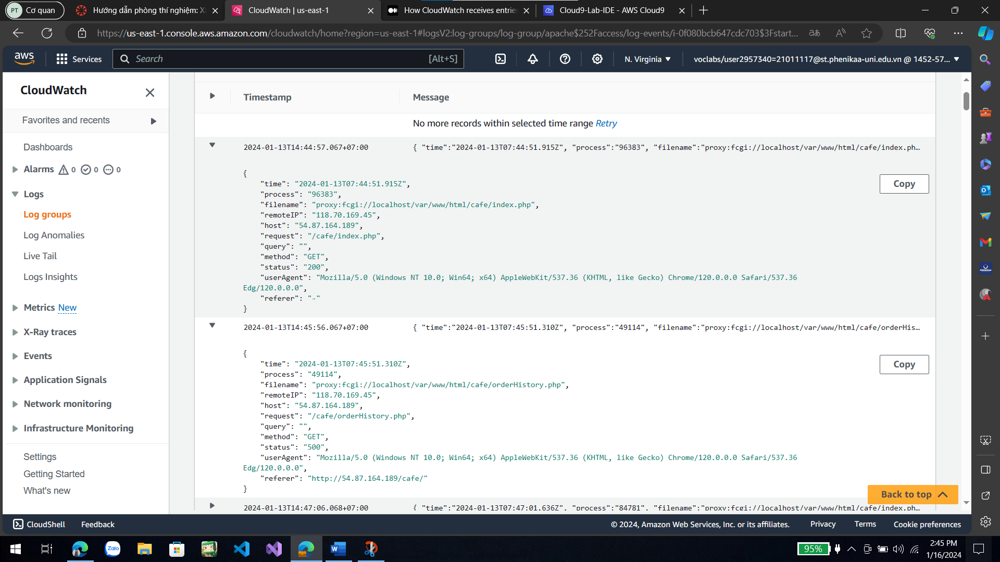 PT Cơ quan
Hướng dẫn phòng thí nghiệm: Xâ
CloudWatch | us-east-1
How CloudWatch receives entries
Cloud9-Lab-IDE - AWS Cloud9
https://us-east-1.console.aws.amazon.com/cloudwatch/home?region=us-east-1#logsV2:log-groups/log-group/apache$252Faccess/log-events/i-0f080bcb647cdc703$3Fstart...
aws
Services
Search [Alt+S]
N. Virginia
voclabs/user2957340=21011117@st.phenikaa-uni.edu.vn @ 1452-57...
CloudWatch
Favorites and recents
Dashboards
Alarms 0 0 0
Logs
Log groups
Log Anomalies
Live Tail
Logs Insights
Metrics New
X-Ray traces
Events
Application Signals
Network monitoring
Infrastructure Monitoring
Settings
Getting Started
What's new
Timestamp Message
No more records within selected time range Retry
2024-01-13T14:44:57.067+07:00 { "time":"2024-01-13T07:44:51.915Z", "process":"96383", "filename":"proxy:fcgi://localhost/var/www/html/cafe/index.ph…
{
"time": "2024-01-13T07:44:51.915Z",
"process": "96383",
"filename": "proxy:fcgi://localhost/var/www/html/cafe/index.php",
"remoteIP": "118.70.169.45",
"host": "54.87.164.189",
"request": "/cafe/index.php",
"query": "",
"method": "GET",
"status": "200",
"userAgent": "Mozilla/5.0 (Windows NT 10.0; Win64; x64) AppleWebKit/537.36 (KHTML, like Gecko) Chrome/120.0.0.0 Safari/537.36
Edg/120.0.0.0",
"referer": "-"
}
Copy
2024-01-13T14:45:56.067+07:00 { "time":"2024-01-13T07:45:51.310Z", "process":"49114", "filename":"proxy:fcgi://localhost/var/www/html/cafe/orderHis…
{
"time": "2024-01-13T07:45:51.310Z",
"process": "49114",
"filename": "proxy:fcgi://localhost/var/www/html/cafe/orderHistory.php",
"remoteIP": "118.70.169.45",
"host": "54.87.164.189",
"request": "/cafe/orderHistory.php",
"query": "",
"method": "GET",
"status": "500",
"userAgent": "Mozilla/5.0 (Windows NT 10.0; Win64; x64) AppleWebKit/537.36 (KHTML, like Gecko) Chrome/120.0.0.0 Safari/537.36
Edg/120.0.0.0",
"referer": "http://54.87.164.189/cafe/"
}
Copy
2024-01-13T14:47:06.068+07:00 { "time":"2024-01-13T07:47:01.636Z", "process":"84781", "filename":"proxy:fcgi://localhost/var/www/html/cafe/index.ph…
Back to top
CloudShell
Feedback
© 2024, Amazon Web Services, Inc. or its affiliates.
Privacy
Terms
Cookie preferences
Zalo
95%
2:45 PM
1/16/2024